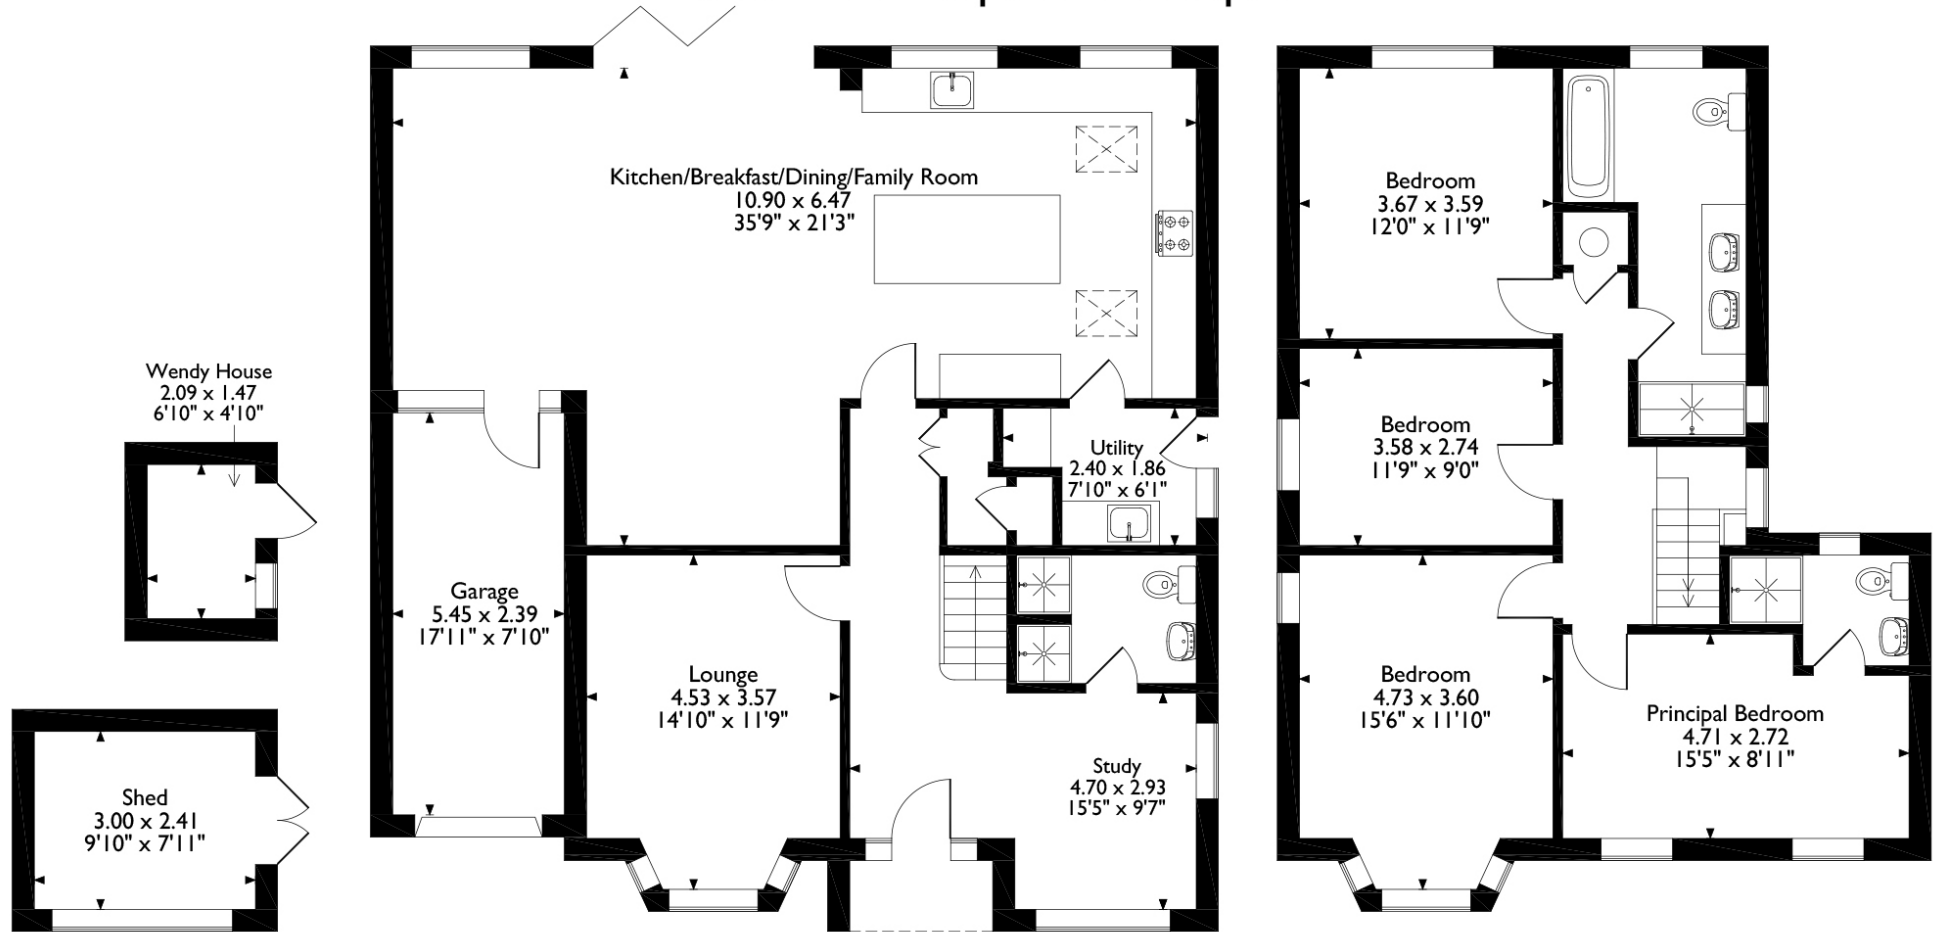 Kitchen/Breakfast/Dining/Family Room
10.90 x 6.47
35'9" x 21'3"
Bedroom
3.67 x 3.59
12'0" x 11'9"
Wendy House
2.09 x 1.47
6'10" x 4'10"
Utility
2.40 x 1.86
7'10" x 6'1"
Bedroom
3.58 x 2.74
11'9" x 9'0"
Garage
5.45 x 2.39
17'11" x 7'10"
Lounge
4.53 x 3.57
14'10" x 11'9"
Bedroom
4.73 x 3.60
15'6" x 11'10"
Principal Bedroom
4.71 x 2.72
15'5" x 8'11"
Study
4.70 x 2.93
15'5" x 9'7"
Shed
3.00 x 2.41
9'10" x 7'11"